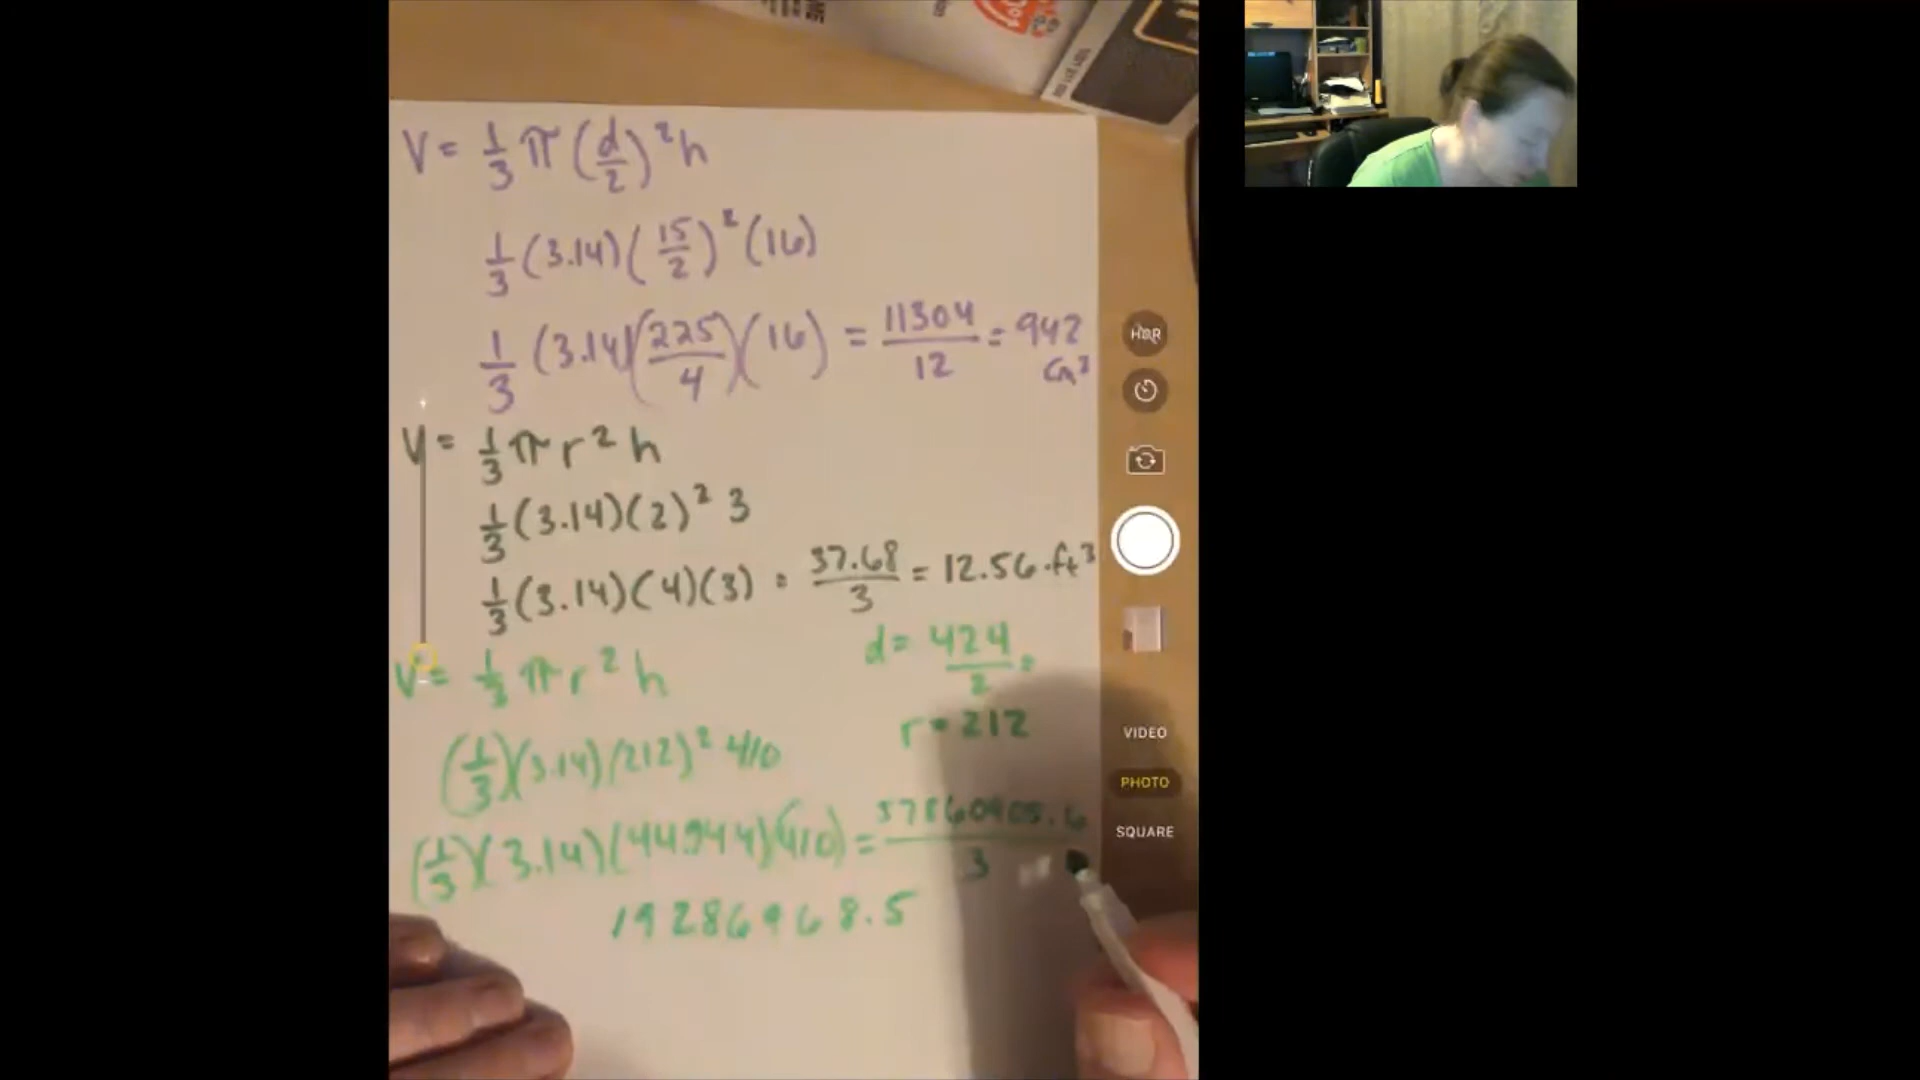 V = 1/3 π (d/2)² h
1/3 (3.14) (15/2)² (16)
1/3 (3.14) (225/4) (16) = 11304/12 = 942 cm³
V = 1/3 π r² h
1/3 (3.14) (2)² 3
1/3 (3.14) (4) (3) = 37.68/3 = 12.56 ft³
V = 1/3 π r² h
d = 424/2 =
r = 212
(1/3) (3.14) (212)² 410
(1/3) (3.14) (44944) (410) = 57860905.6/3
19286968.5
HDR
VIDEO
PHOTO
SQUARE